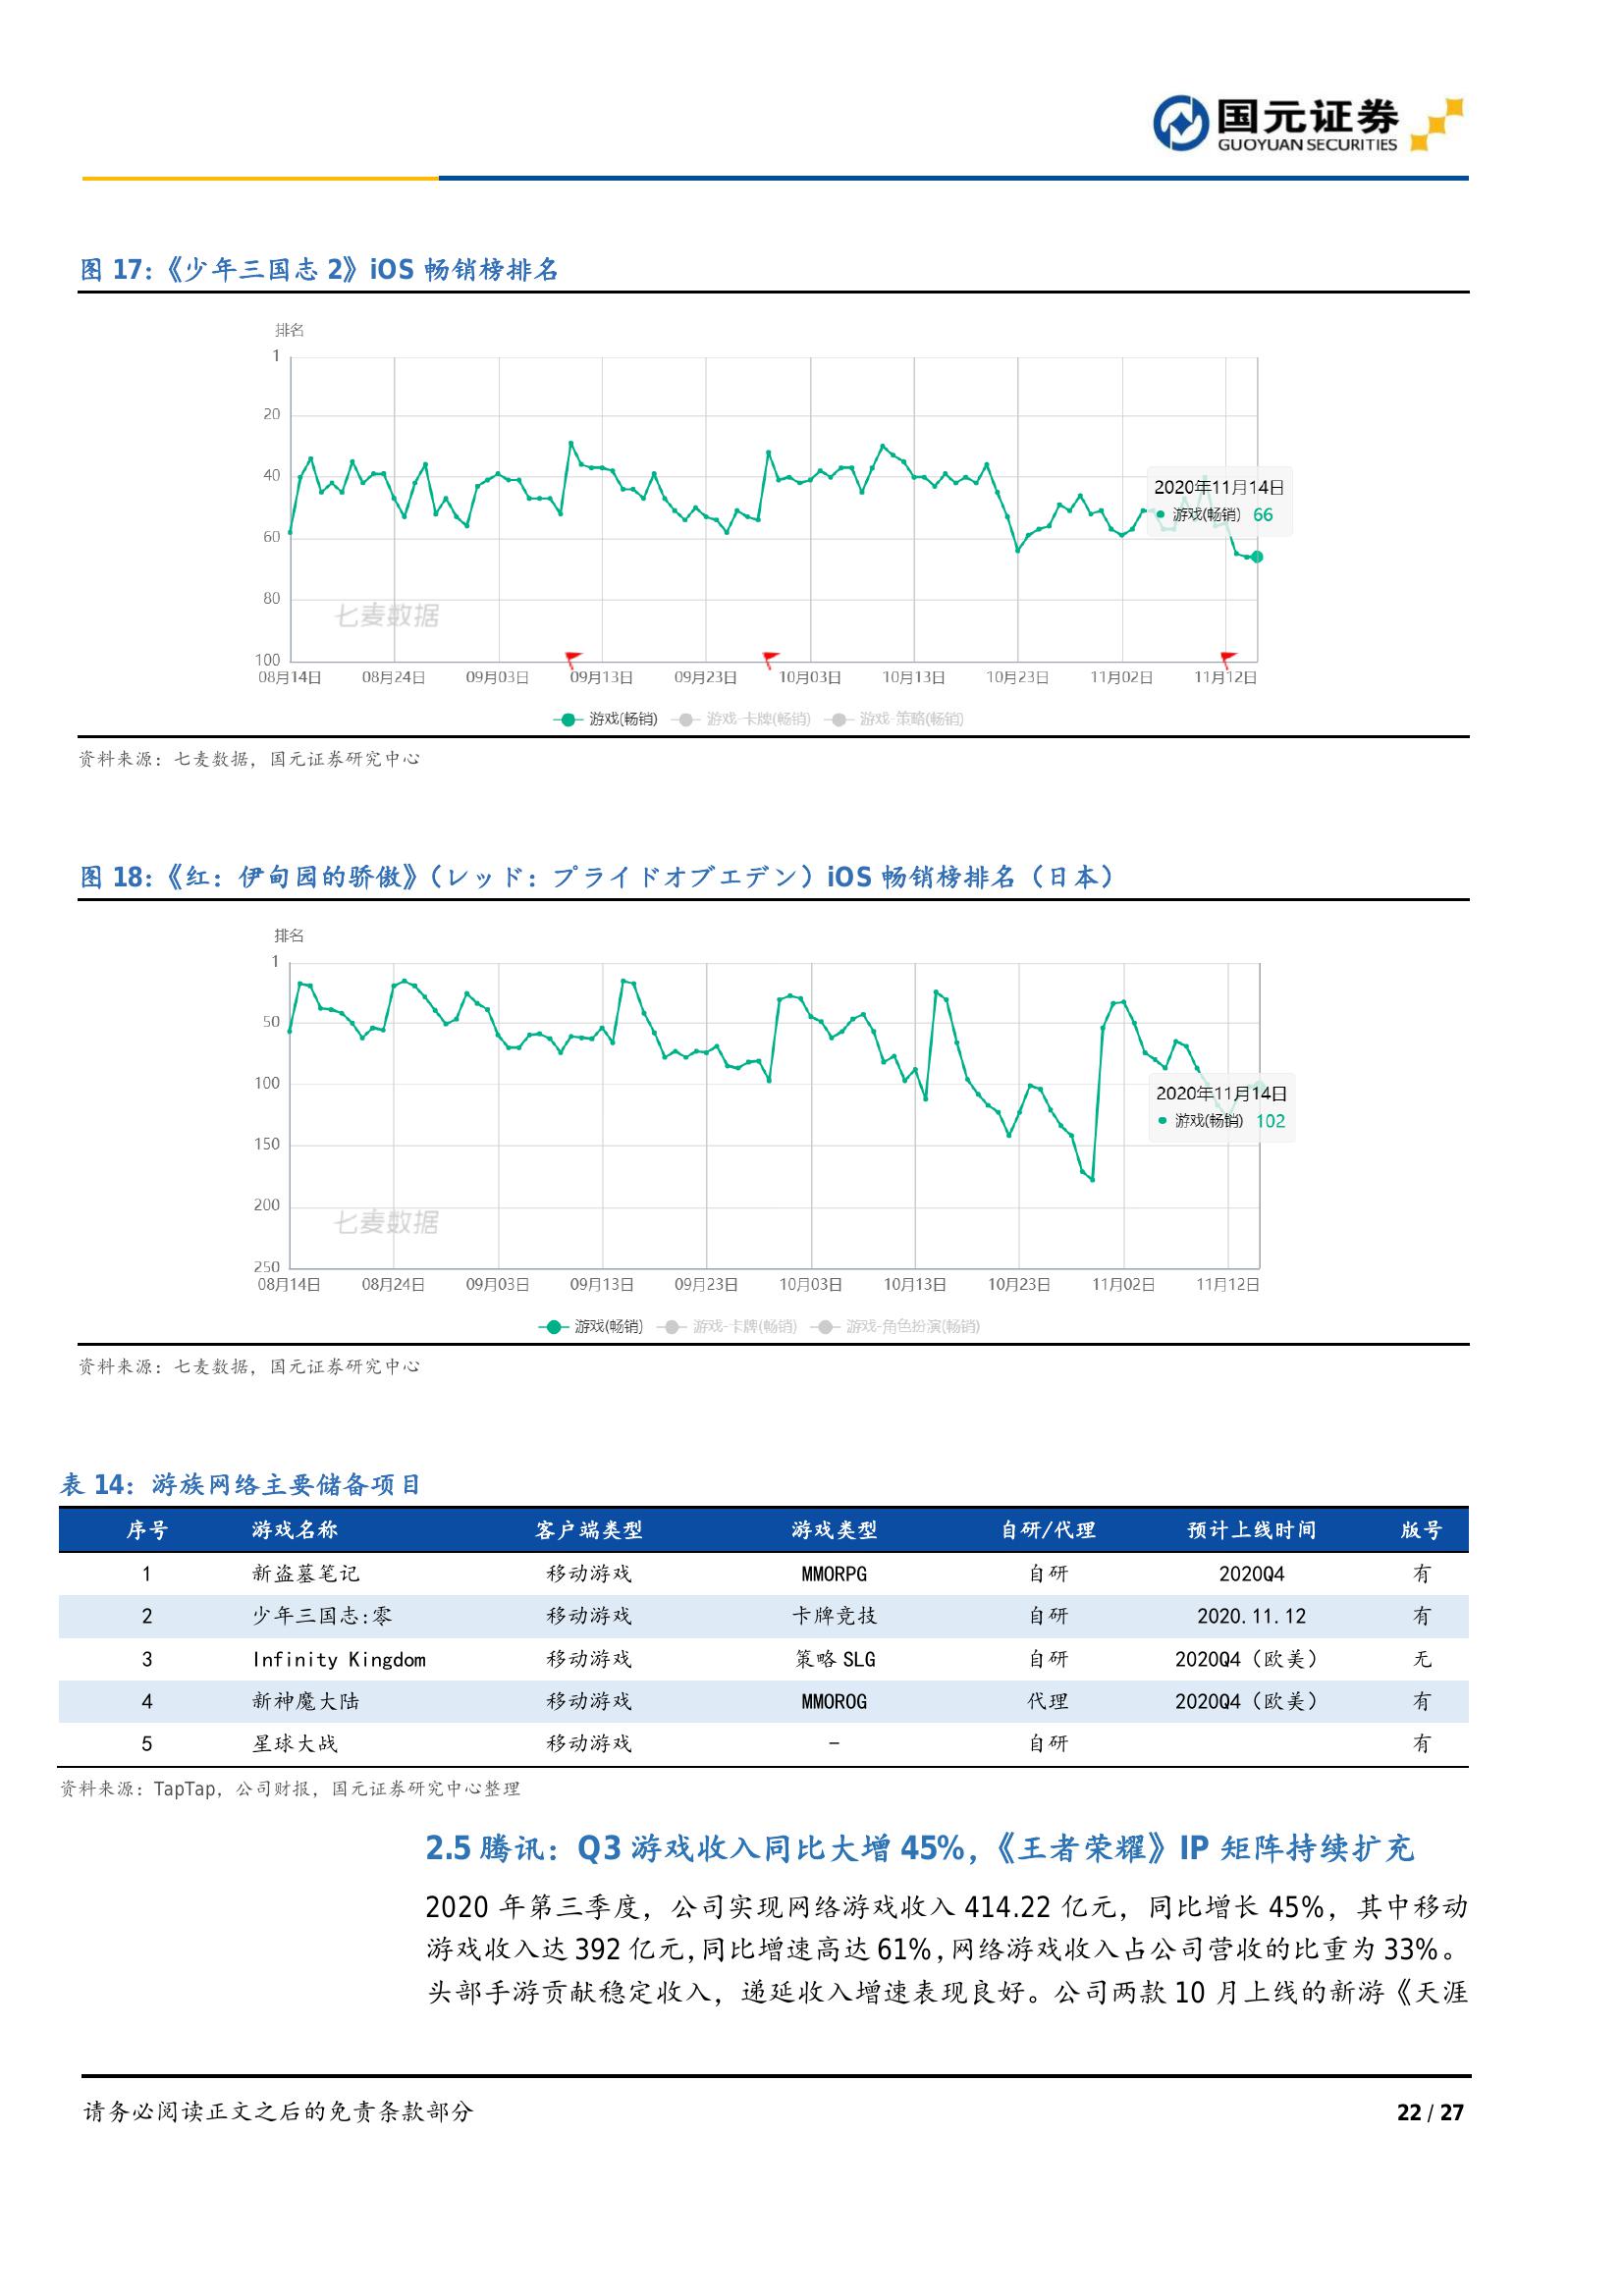 国元证券
GUOYUAN SECURITIES
图 17：《少年三国志 2》iOS 畅销榜排名
排名
1
20
40
60
80
100
2020年11月14日
游戏(畅销) 66
七麦数据
08月14日 08月24日 09月03日 09月13日 09月23日 10月03日 10月13日 10月23日 11月02日 11月12日
游戏(畅销) 游戏-卡牌(畅销) 游戏-策略(畅销)
资料来源：七麦数据，国元证券研究中心
图 18：《红：伊甸园的骄傲》（レッド：プライドオブエデン）iOS 畅销榜排名（日本）
排名
1
50
100
150
200
250
2020年11月14日
游戏(畅销) 102
七麦数据
08月14日 08月24日 09月03日 09月13日 09月23日 10月03日 10月13日 10月23日 11月02日 11月12日
游戏(畅销) 游戏-卡牌(畅销) 游戏-角色扮演(畅销)
资料来源：七麦数据，国元证券研究中心
表 14：游族网络主要储备项目
序号 游戏名称 客户端类型 游戏类型 自研/代理 预计上线时间 版号
1 新盗墓笔记 移动游戏 MMORPG 自研 2020Q4 有
2 少年三国志:零 移动游戏 卡牌竞技 自研 2020.11.12 有
3 Infinity Kingdom 移动游戏 策略 SLG 自研 2020Q4（欧美） 无
4 新神魔大陆 移动游戏 MMOROG 代理 2020Q4（欧美） 有
5 星球大战 移动游戏 - 自研 有
资料来源：TapTap，公司财报，国元证券研究中心整理
2.5 腾讯：Q3 游戏收入同比大增 45%，《王者荣耀》IP 矩阵持续扩充
2020 年第三季度，公司实现网络游戏收入 414.22 亿元，同比增长 45%，其中移动
游戏收入达 392 亿元，同比增速高达 61%，网络游戏收入占公司营收的比重为 33%。
头部手游贡献稳定收入，递延收入增速表现良好。公司两款 10 月上线的新游《天涯
请务必阅读正文之后的免责条款部分
22 / 27